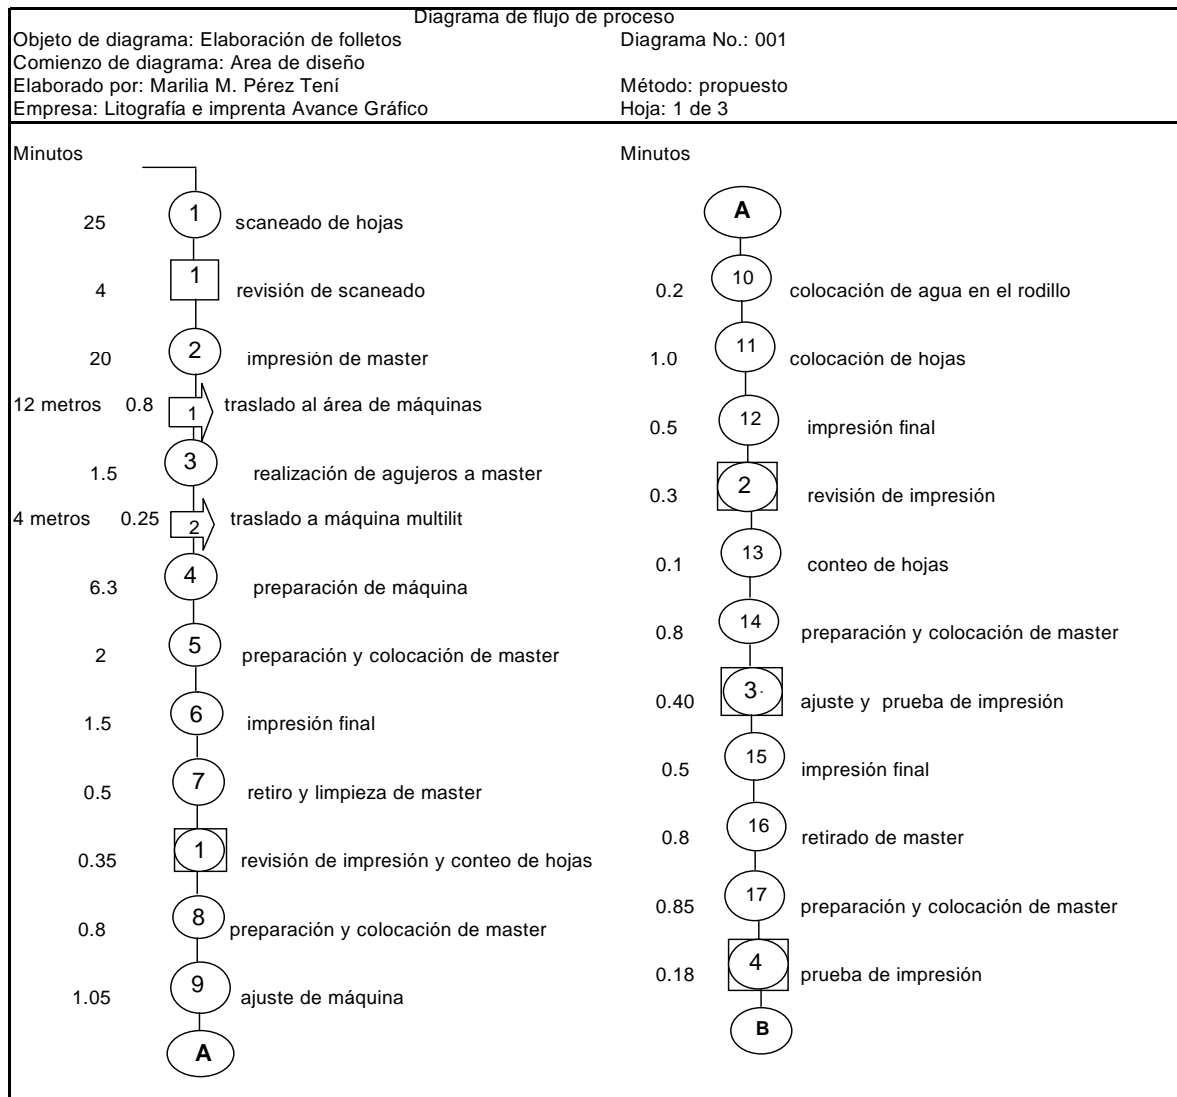 Diagrama de flujo de proceso
Objeto de diagrama: Elaboración de folletos Diagrama No.: 001
Comienzo de diagrama: Area de diseño
Elaborado por: Marilia M. Pérez Tení Método: propuesto
Empresa: Litografía e imprenta Avance Gráfico Hoja: 1 de 3
Minutos
25 1 scaneado de hojas
4 1 revisión de scaneado
20 2 impresión de master
12 metros 0.8 1 traslado al área de máquinas
1.5 3 realización de agujeros a master
4 metros 0.25 2 traslado a máquina multilit
6.3 4 preparación de máquina
2 5 preparación y colocación de master
1.5 6 impresión final
0.5 7 retiro y limpieza de master
0.35 1 revisión de impresión y conteo de hojas
0.8 8 preparación y colocación de master
1.05 9 ajuste de máquina
A
Minutos
A
0.2 10 colocación de agua en el rodillo
1.0 11 colocación de hojas
0.5 12 impresión final
0.3 2 revisión de impresión
0.1 13 conteo de hojas
0.8 14 preparación y colocación de master
0.40 3. ajuste y prueba de impresión
0.5 15 impresión final
0.8 16 retirado de master
0.85 17 preparación y colocación de master
0.18 4 prueba de impresión
B